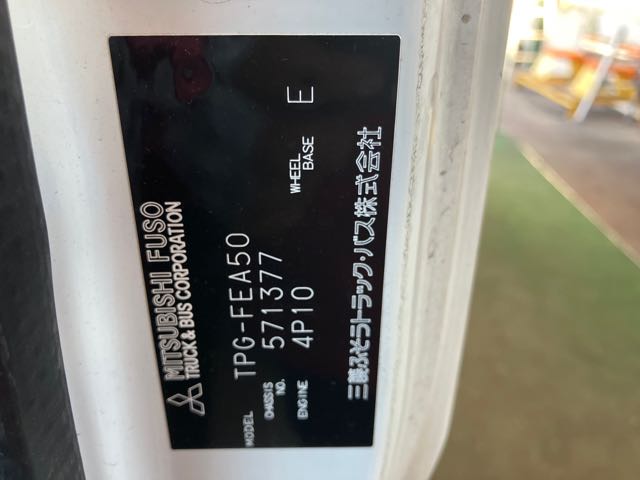 MITSUBISHI FUSO
TRUCK & BUS CORPORATION
MODEL TPG-FEA50
CHASSIS NO. 571377
ENGINE 4P10 WHEEL BASE E
三菱ふそうトラック・バス株式会社